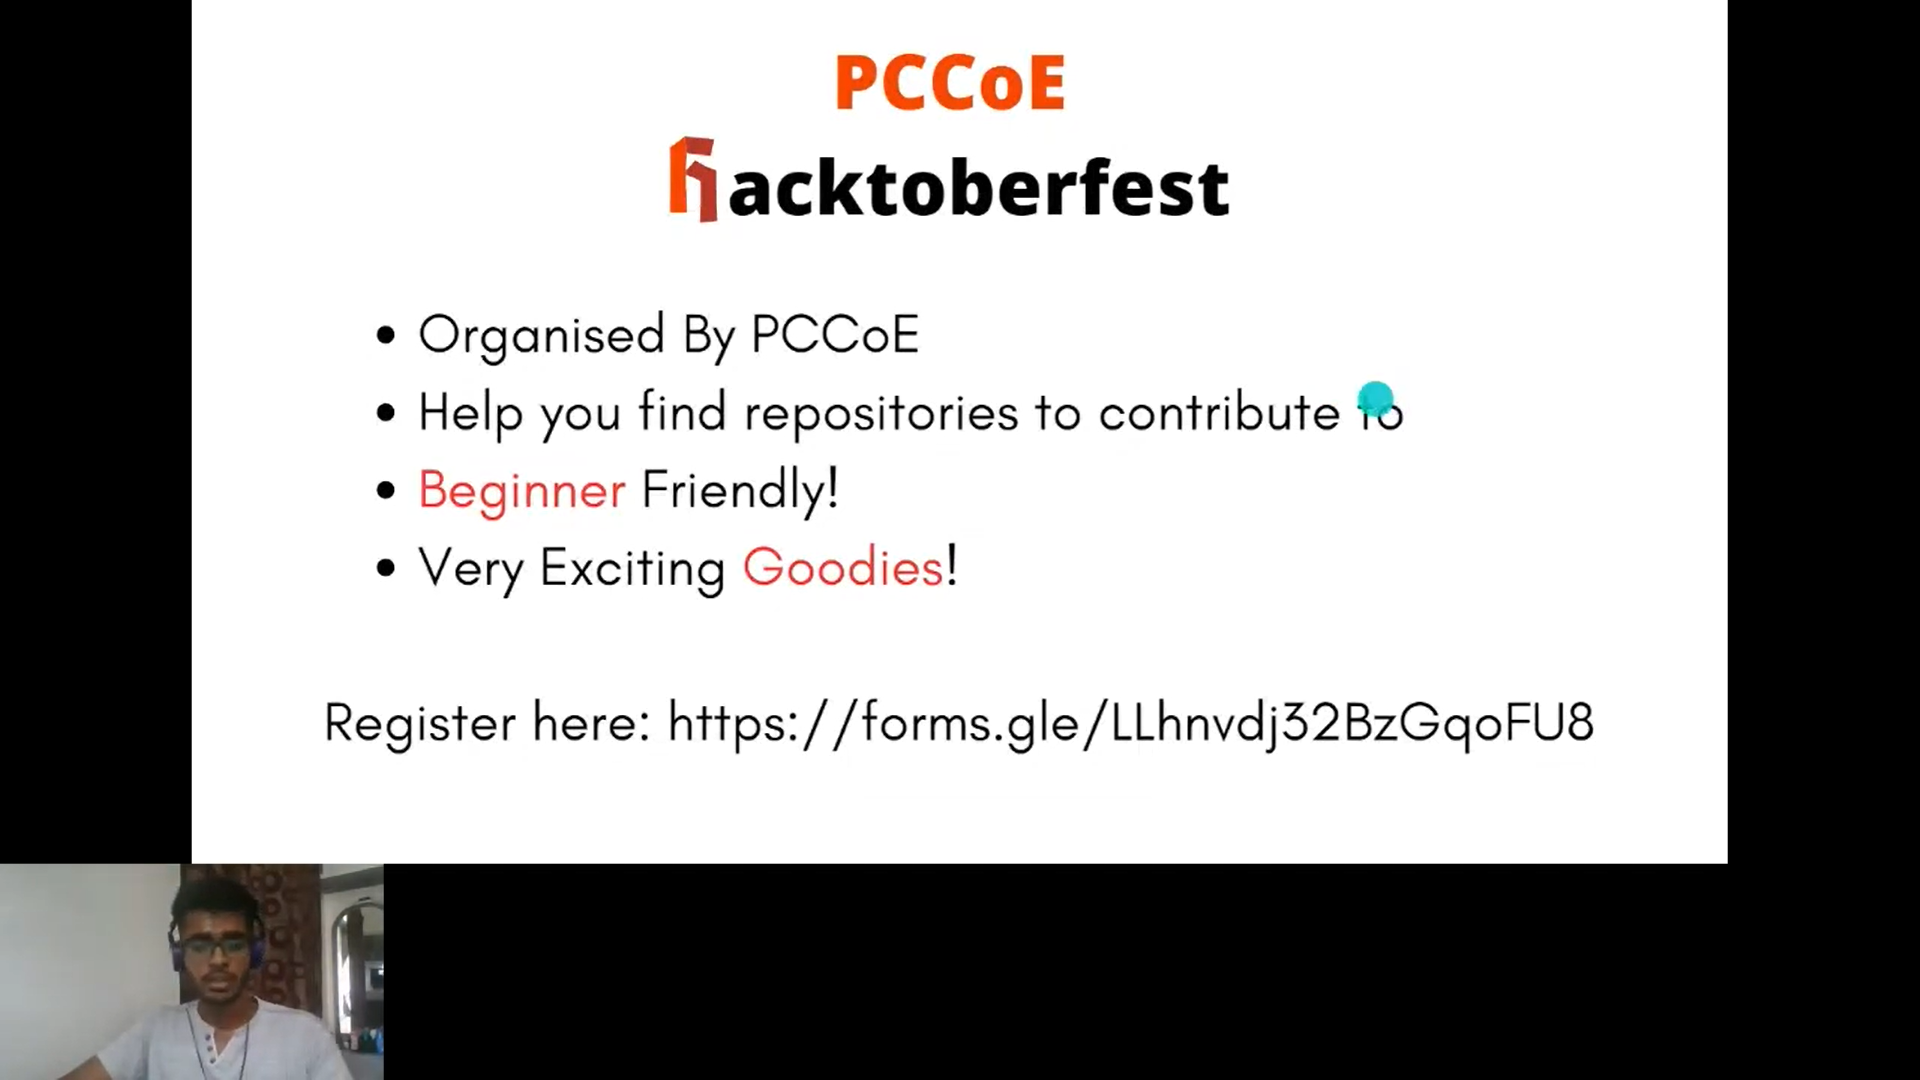 PCCoE
hacktoberfest
• Organised By PCCoE
• Help you find repositories to contribute to
• Beginner Friendly!
• Very Exciting Goodies!
Register here: https://forms.gle/LLhnvdj32BzGqoFU8